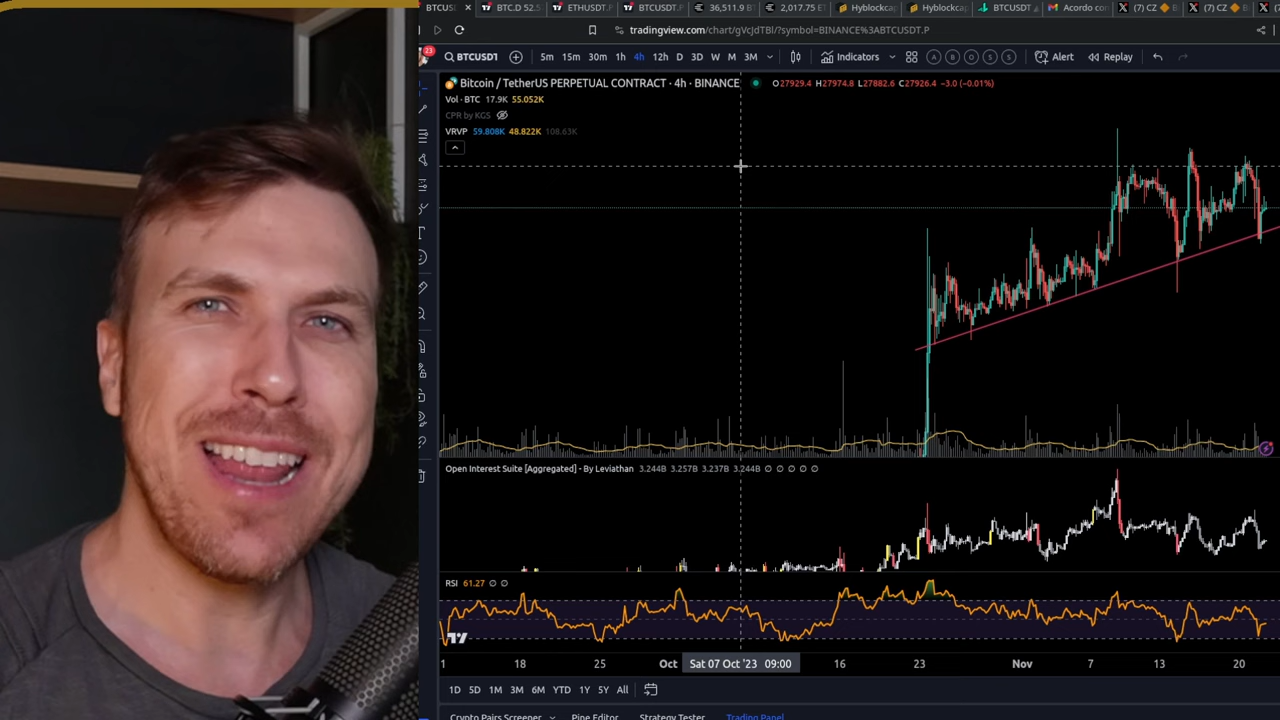 BTCUS
BTC.D 52.5
ETHUSDT.P
BTCUSDT.P
36,511.9 BT
2,017.75 ET
Hyblockcap
Hyblockcap
BTCUSDT
Acordo con
(7) CZ
(7) CZ
tradingview.com/chart/gVcJdTBl/?symbol=BINANCE%3ABTCUSDT.P
23
BTCUSDT
5m 15m 30m 1h 4h 12h D 3D W M 3M
Indicators
A B O S S
Alert
Replay
Bitcoin / TetherUS PERPETUAL CONTRACT · 4h · BINANCE
O27929.4 H27974.8 L27882.6 C27926.4 −3.0 (−0.01%)
Vol · BTC 17.9K 55.052K
CPR by KGS
VRVP 59.808K 48.822K 108.63K
Open Interest Suite [Aggregated] - By Leviathan 3.244B 3.257B 3.237B 3.244B ∅ ∅ ∅ ∅ ∅
RSI 61.27 ∅ ∅
1 18 25 Oct Sat 07 Oct '23 09:00 16 23 Nov 7 13 20
1D 5D 1M 3M 6M YTD 1Y 5Y All
Crypto Pairs Screener Pine Editor Strategy Tester Trading Panel